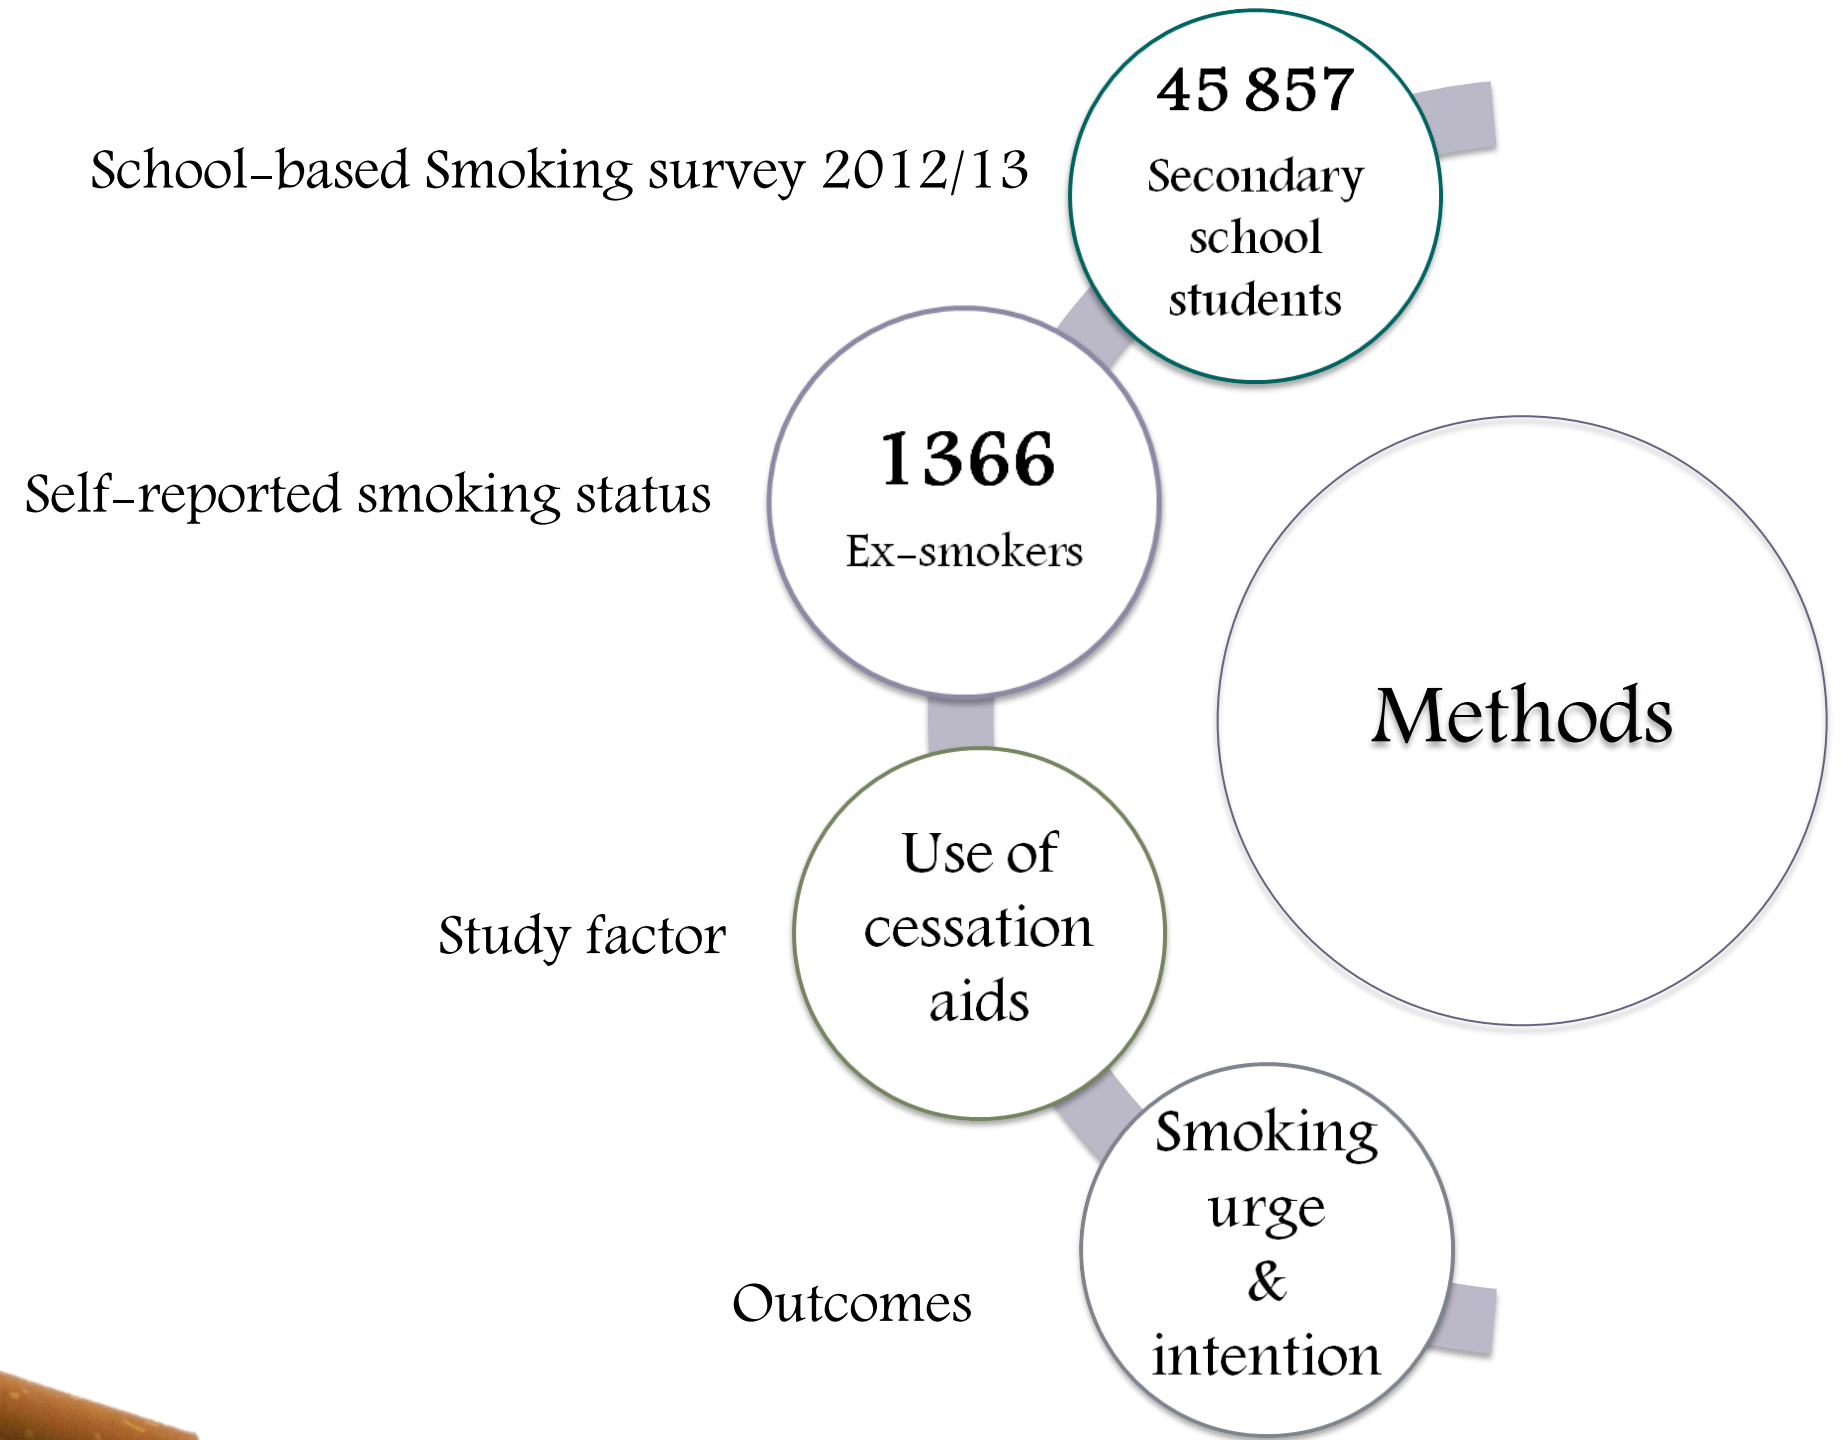 School-based Smoking survey 2012/13
45 857
Secondary
school
students
Self-reported smoking status
1366
Ex-smokers
Methods
Study factor
Use of
cessation
aids
Outcomes
Smoking
urge
&
intention